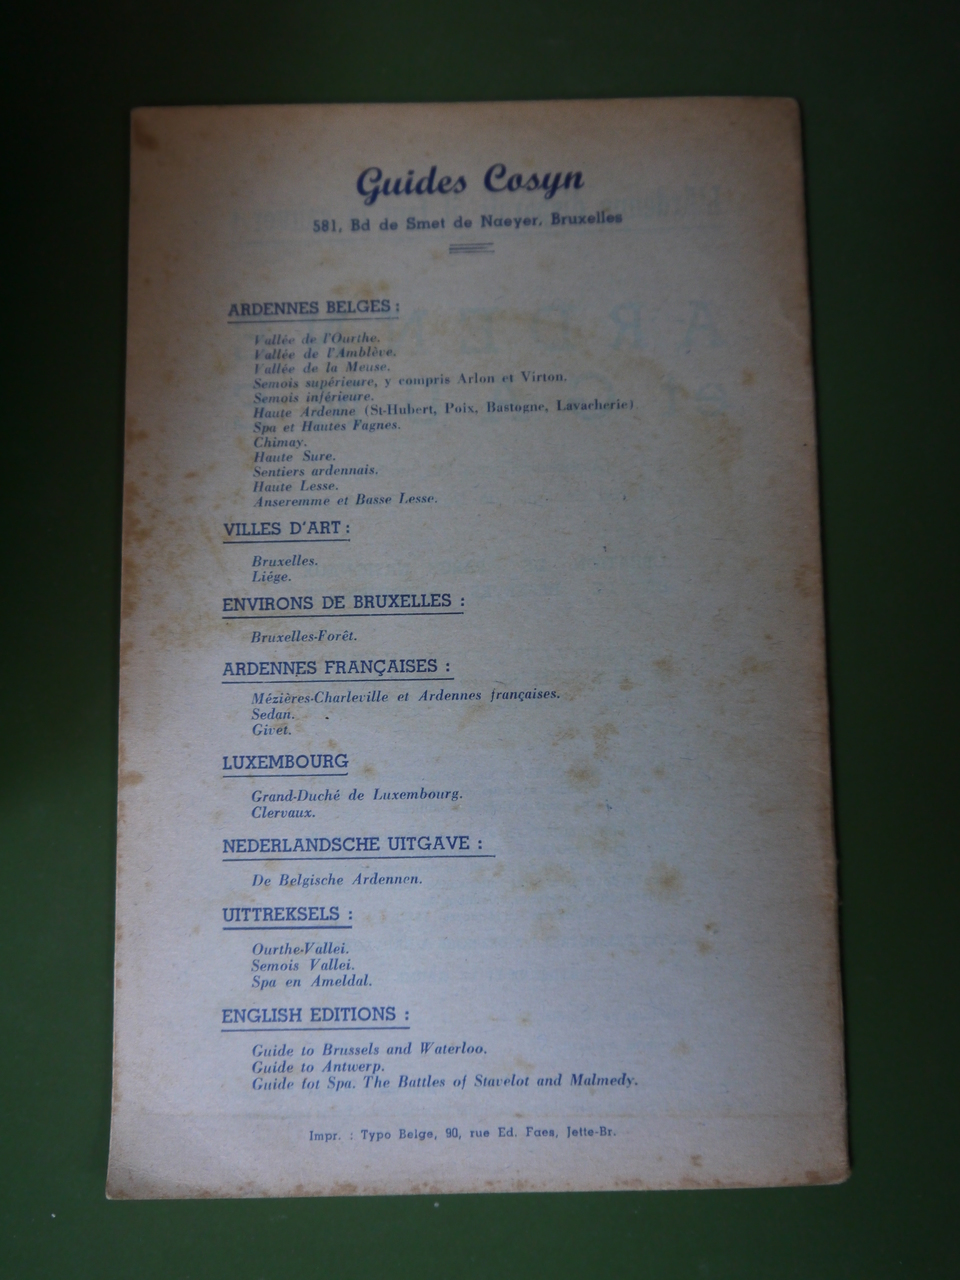 Guides Cosyn
581, Bd de Smet de Naeyer, Bruxelles
ARDENNES BELGES :
Vallée de l'Ourthe.
Vallée de l'Amblève.
Vallée de la Meuse.
Semois supérieure, y compris Arlon et Virton.
Semois inférieure.
Haute Ardenne (St-Hubert, Poix, Bastogne, Lavacherie)
Spa et Hautes Fagnes.
Chimay.
Haute Sure.
Sentiers ardennais.
Haute Lesse.
Anseremme et Basse Lesse.
VILLES D'ART :
Bruxelles.
Liége.
ENVIRONS DE BRUXELLES :
Bruxelles-Forêt.
ARDENNES FRANÇAISES :
Mézières-Charleville et Ardennes françaises.
Sedan.
Givet.
LUXEMBOURG
Grand-Duché de Luxembourg.
Clervaux.
NEDERLANDSCHE UITGAVE :
De Belgische Ardennen.
UITTREKSELS :
Ourthe-Vallei.
Semois Vallei.
Spa en Ameldal.
ENGLISH EDITIONS :
Guide to Brussels and Waterloo.
Guide to Antwerp.
Guide tot Spa. The Battles of Stavelot and Malmedy.
Impr. : Typo Belge, 90, rue Ed. Faes, Jette-Br.